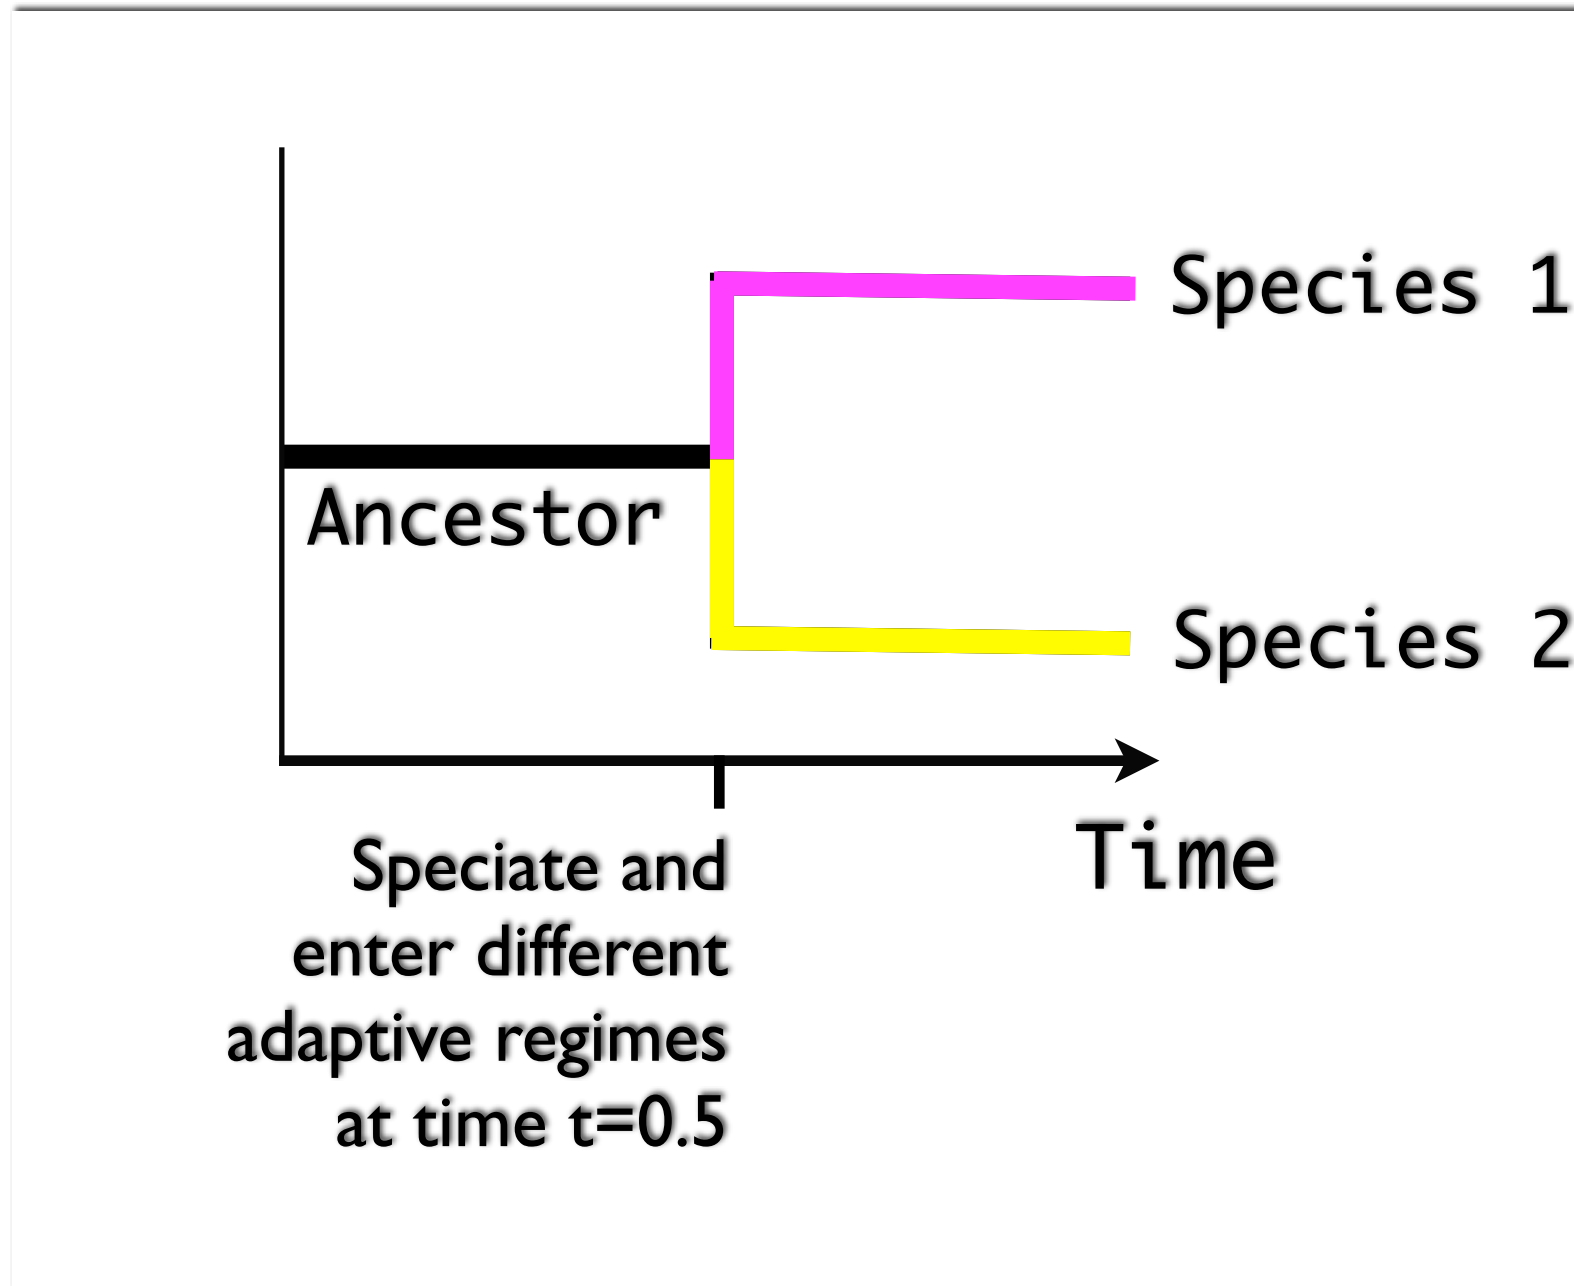 Species 1
Ancestor
Species 2
Time
Speciate and
enter different
adaptive regimes
at time t=0.5